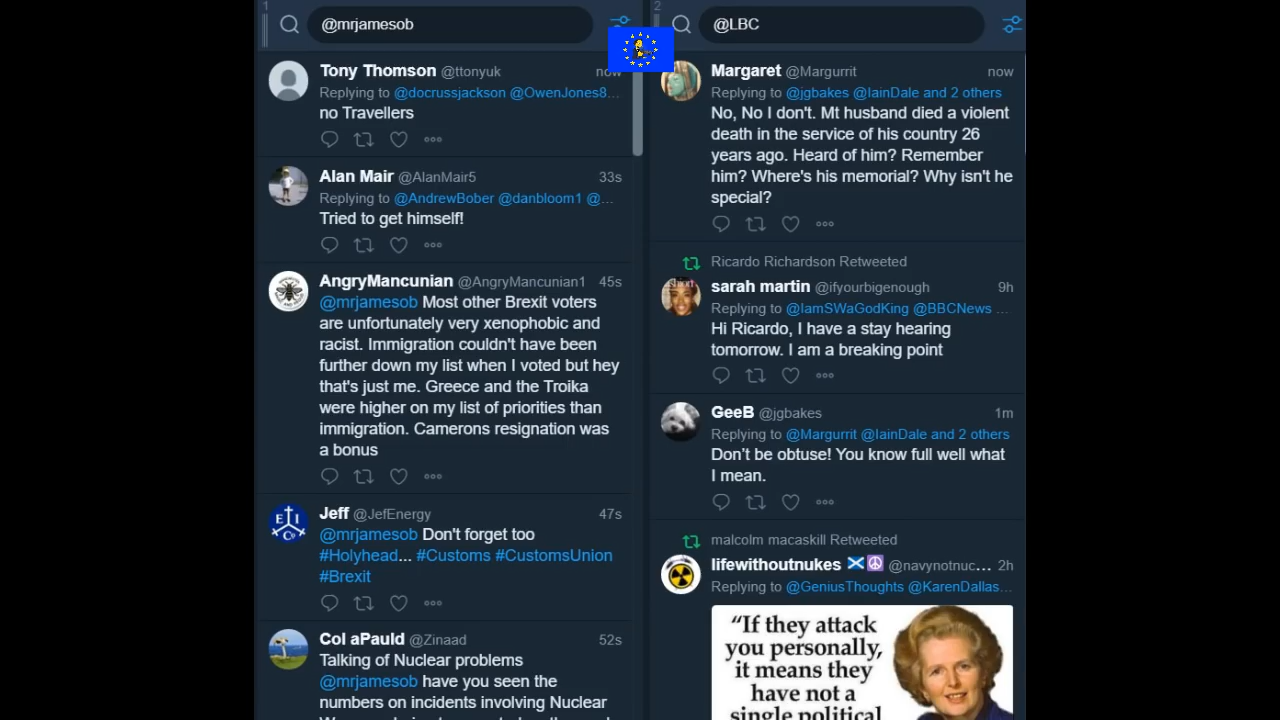 1
@mrjamesob
Tony Thomson @ttonyuk now
Replying to @docrussjackson @OwenJones8...
no Travellers
Alan Mair @AlanMair5 33s
Replying to @AndrewBober @danbloom1 @...
Tried to get himself!
AngryMancunian @AngryMancunian1 45s
@mrjamesob Most other Brexit voters
are unfortunately very xenophobic and
racist. Immigration couldn't have been
further down my list when I voted but hey
that's just me. Greece and the Troika
were higher on my list of priorities than
immigration. Camerons resignation was
a bonus
Jeff @JefEnergy 47s
@mrjamesob Don't forget too
#Holyhead... #Customs #CustomsUnion
#Brexit
Col aPauld @Zinaad 52s
Talking of Nuclear problems
@mrjamesob have you seen the
numbers on incidents involving Nuclear
2
@LBC
Margaret @Margurrit now
Replying to @jgbakes @IainDale and 2 others
No, No I don't. Mt husband died a violent
death in the service of his country 26
years ago. Heard of him? Remember
him? Where's his memorial? Why isn't he
special?
Ricardo Richardson Retweeted
sarah martin @ifyourbigenough 9h
Replying to @IamSWaGodKing @BBCNews ...
Hi Ricardo, I have a stay hearing
tomorrow. I am a breaking point
GeeB @jgbakes 1m
Replying to @Margurrit @IainDale and 2 others
Don't be obtuse! You know full well what
I mean.
malcolm macaskill Retweeted
lifewithoutnukes @navynotnuc... 2h
Replying to @GeniusThoughts @KarenDallas...
"If they attack
you personally,
it means they
have not a
single political